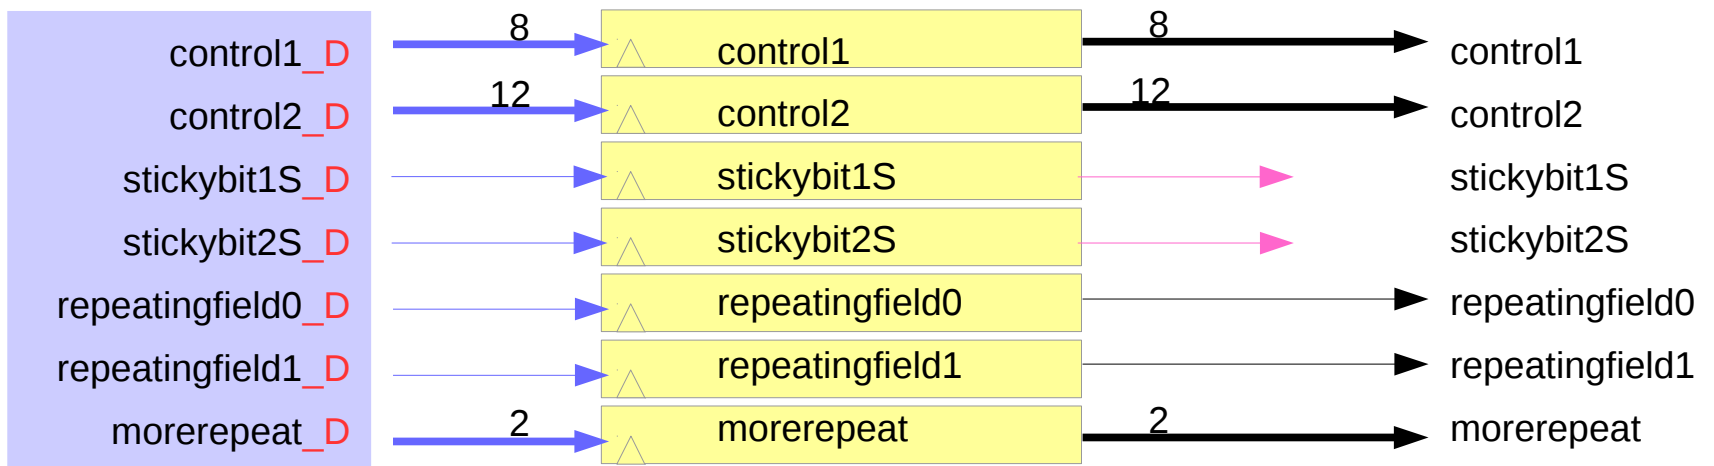 control1_D 8 control1 8 control1
control2_D 12 control2 12 control2
stickybit1S_D stickybit1S stickybit1S
stickybit2S_D stickybit2S stickybit2S
repeatingfield0_D repeatingfield0 repeatingfield0
repeatingfield1_D repeatingfield1 repeatingfield1
morerepeat_D 2 morerepeat 2 morerepeat